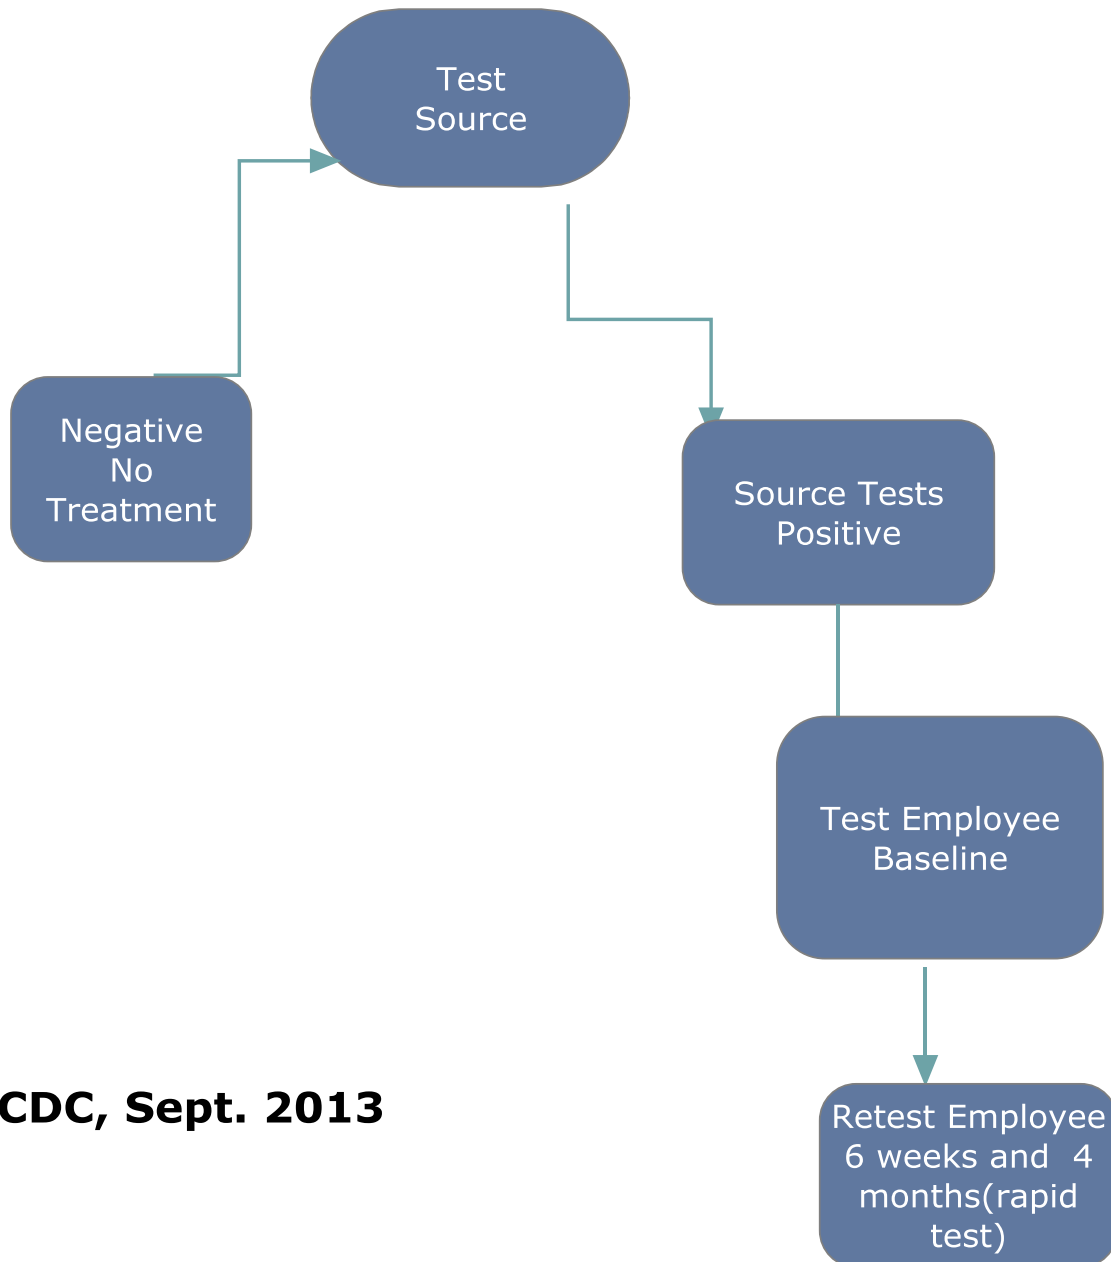 Test
Source
Negative
No
Treatment
Source Tests
Positive
Test Employee
Baseline
CDC, Sept. 2013
Retest Employee
6 weeks and  4
months(rapid
test)